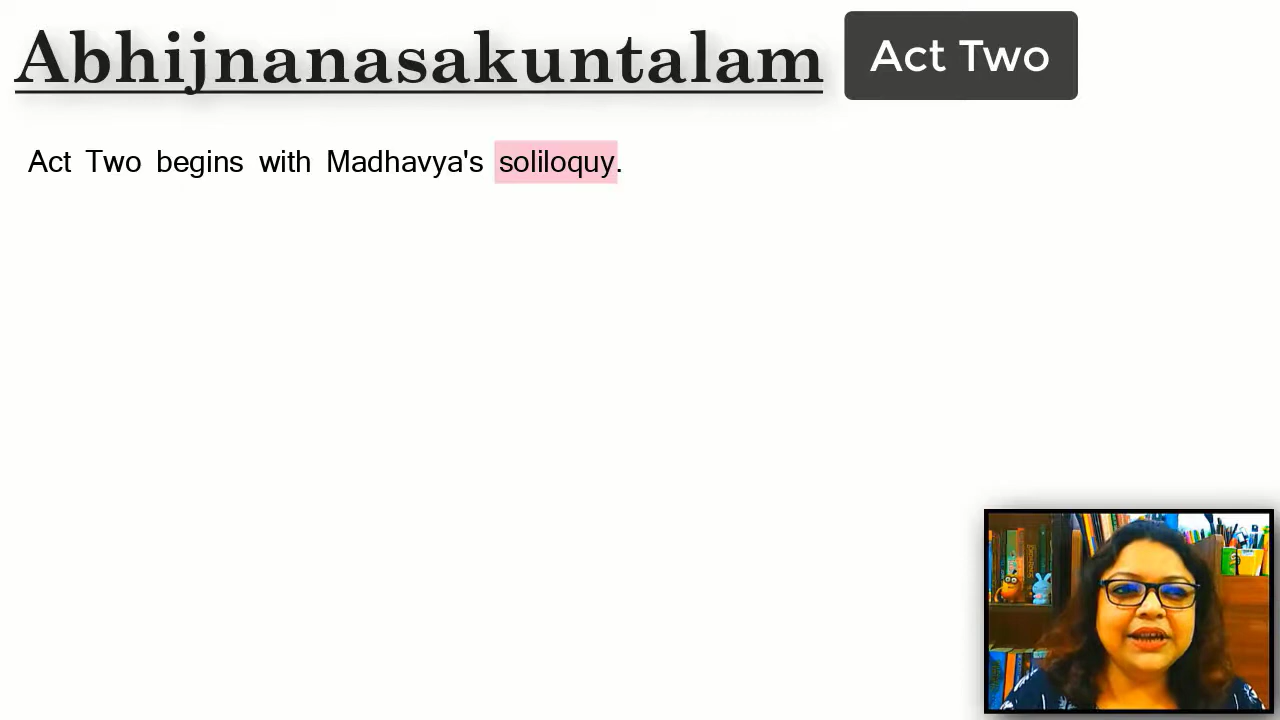 Abhijnanasakuntalam Act Two
Act Two begins with Madhavya's soliloquy.